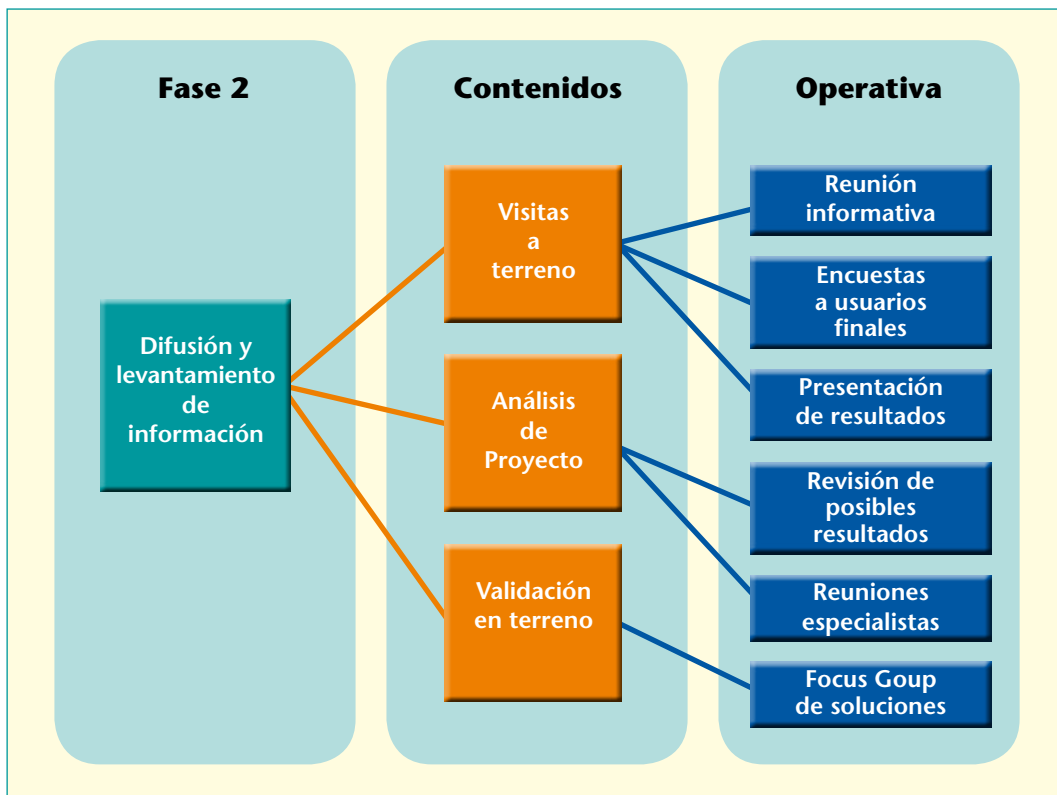 Fase 2
Difusión y
levantamiento
de
información
Contenidos
Visitas
a
terreno
Análisis
de
Proyecto
Validación
en terreno
Operativa
Reunión
informativa
Encuestas
a usuarios
finales
Presentación
de resultados
Revisión de
posibles
resultados
Reuniones
especialistas
Focus Goup
de soluciones